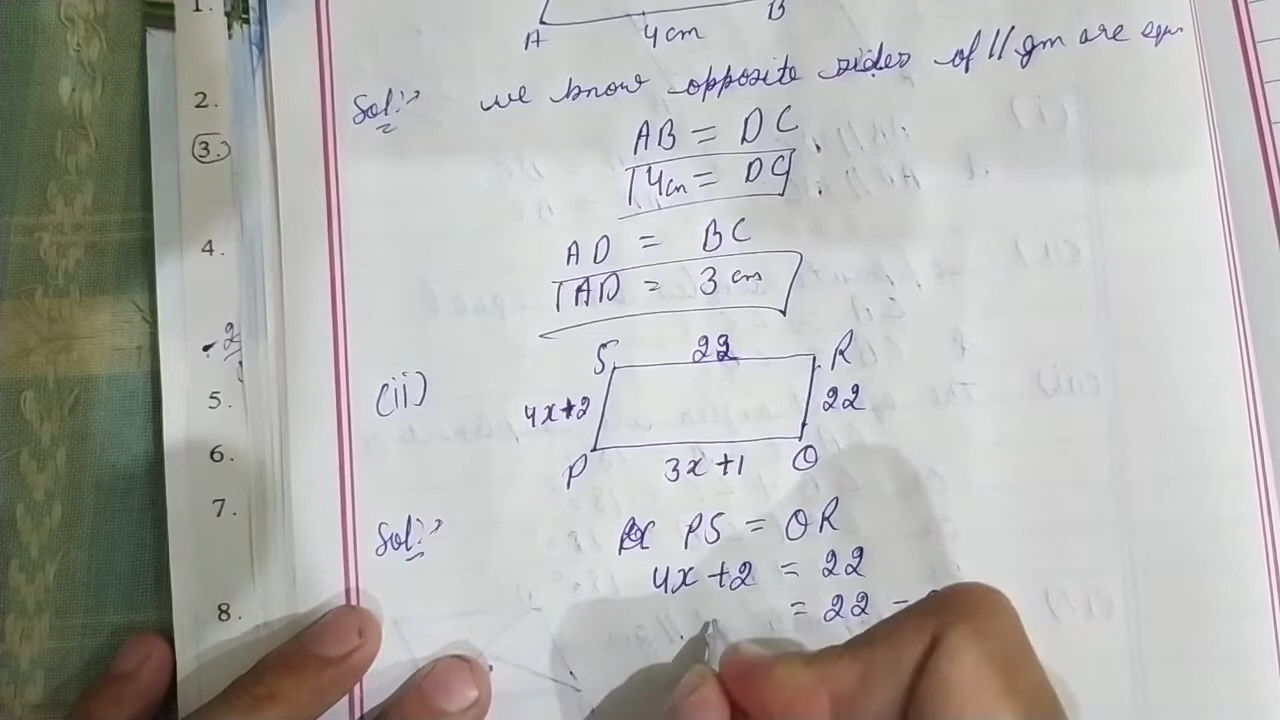 1.
A 4cm B
Sol:- we know opposite sides of ||gm are
2.
AB = DC
3.
4cm = DC
AD = BC
4.
AD = 3 cm
S 22 R
(ii)
4x+2 22
5.
P 3x+1 Q
6.
7.
Sol:- PS = QR
4x+2 = 22
8.
= 22 -